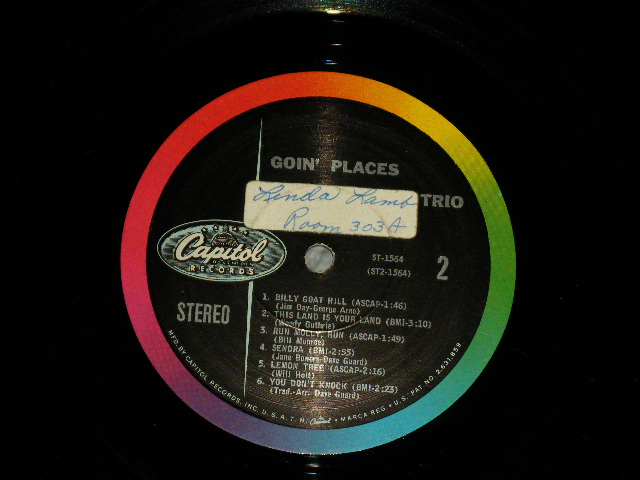 GOIN' PLACES
Linda Lamb
Room 303A
TRIO
Capitol
RECORDS
ST-1564
(ST2-1564)
2
STEREO
1. BILLY GOAT HILL (ASCAP-1:46)
(Jim Day-George Arno)
2. THIS LAND IS YOUR LAND (BMI-3:10)
(Woody Guthrie)
3. RUN MOLLY, RUN (ASCAP-1:49)
(Bill Munroe)
4. SENORA (BMI-2:55)
(Jane Bowers-Dave Guard)
5. LEMON TREE (ASCAP-2:16)
(Will Holt)
6. YOU DON'T KNOCK (BMI-2:23)
(Trad.-Arr. Dave Guard)
MFD. BY CAPITOL RECORDS, INC. U.S.A. T.M. Capitol • MARCA REG. • U.S. PAT. NO. 2,631,859